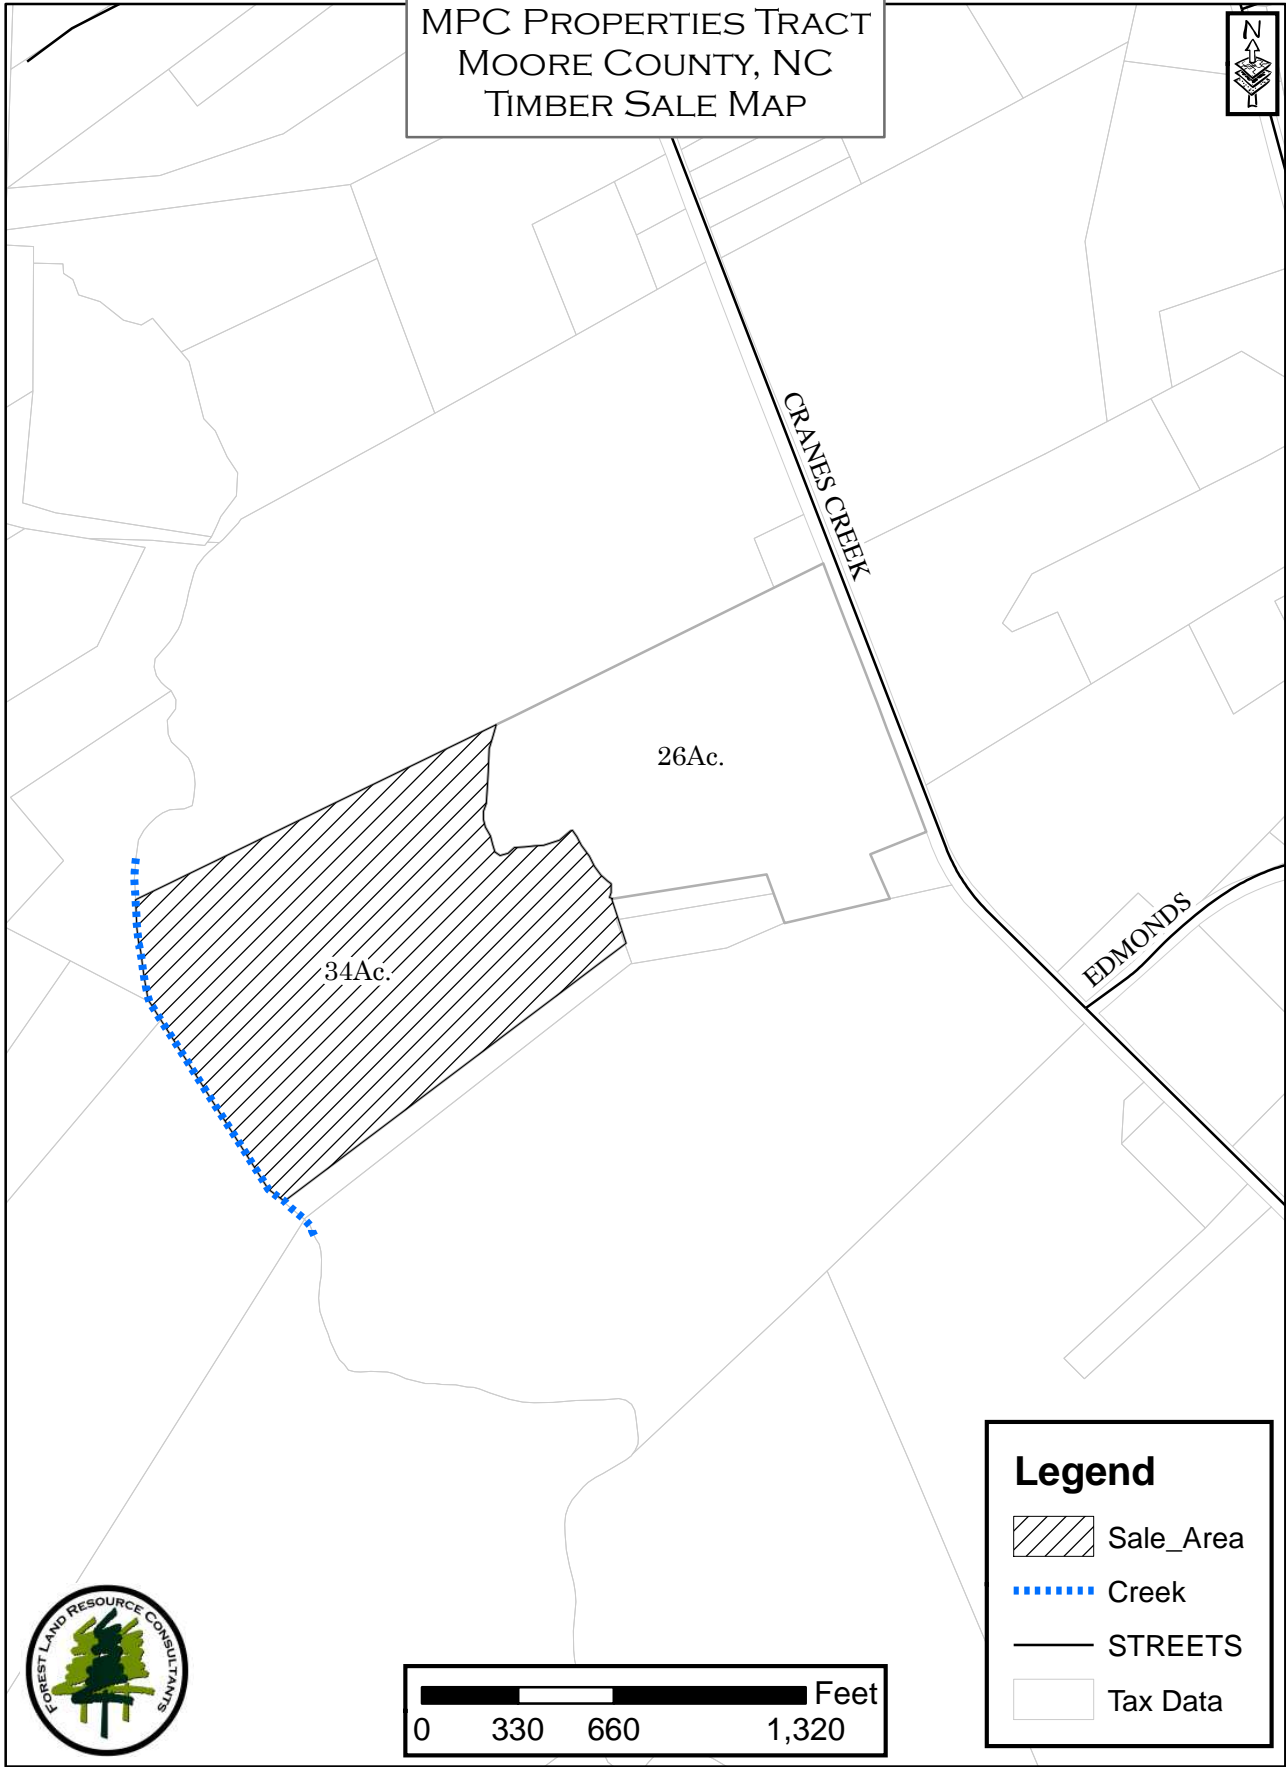 MPC PROPERTIES TRACT
MOORE COUNTY, NC
TIMBER SALE MAP
N
CRANES CREEK
26Ac.
EDMONDS
34Ac.
Legend
Sale_Area
Creek
STREETS
Tax Data
FOREST LAND RESOURCE CONSULTANTS
Feet
0 330 660 1,320